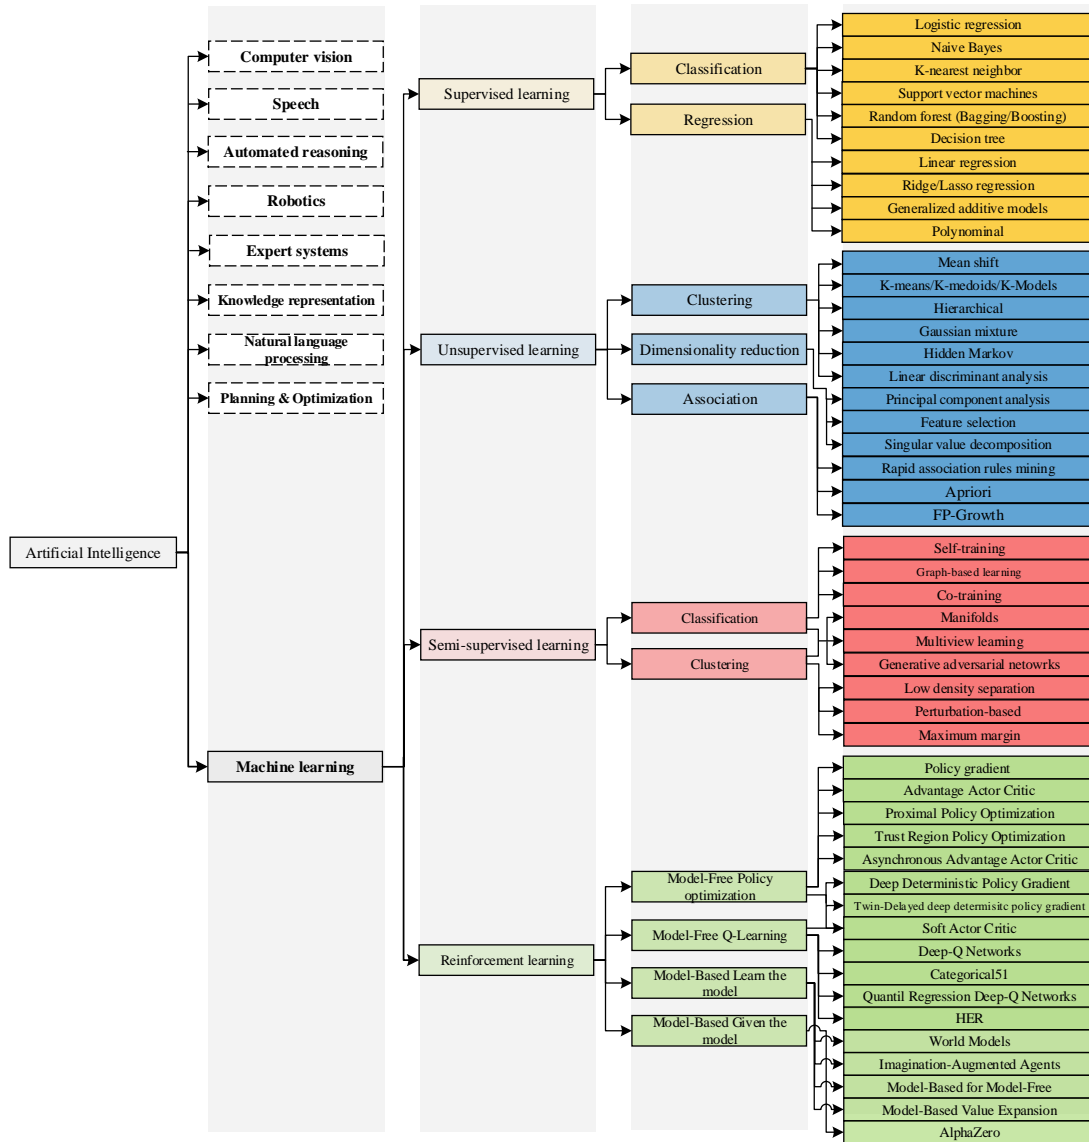 Artificial Intelligence
Computer vision
Speech
Automated reasoning
Robotics
Expert systems
Knowledge representation
Natural language
processing
Planning & Optimization
Machine learning
Supervised learning
Unsupervised learning
Semi-supervised learning
Reinforcement learning
Classification
Regression
Clustering
Dimensionality reduction
Association
Classification
Clustering
Model-Free Policy
optimization
Model-Free Q-Learning
Model-Based Learn the
model
Model-Based Given the
model
Logistic regression
Naive Bayes
K-nearest neighbor
Support vector machines
Random forest (Bagging/Boosting)
Decision tree
Linear regression
Ridge/Lasso regression
Generalized additive models
Polynominal
Mean shift
K-means/K-medoids/K-Models
Hierarchical
Gaussian mixture
Hidden Markov
Linear discriminant analysis
Principal component analysis
Feature selection
Singular value decomposition
Rapid association rules mining
Apriori
FP-Growth
Self-training
Graph-based learning
Co-training
Manifolds
Multiview learning
Generative adversarial netowrks
Low density separation
Perturbation-based
Maximum margin
Policy gradient
Advantage Actor Critic
Proximal Policy Optimization
Trust Region Policy Optimization
Asynchronous Advantage Actor Critic
Deep Deterministic Policy Gradient
Twin-Delayed deep determisitc policy gradient
Soft Actor Critic
Deep-Q Networks
Categorical51
Quantil Regression Deep-Q Networks
HER
World Models
Imagination-Augmented Agents
Model-Based for Model-Free
Model-Based Value Expansion
AlphaZero